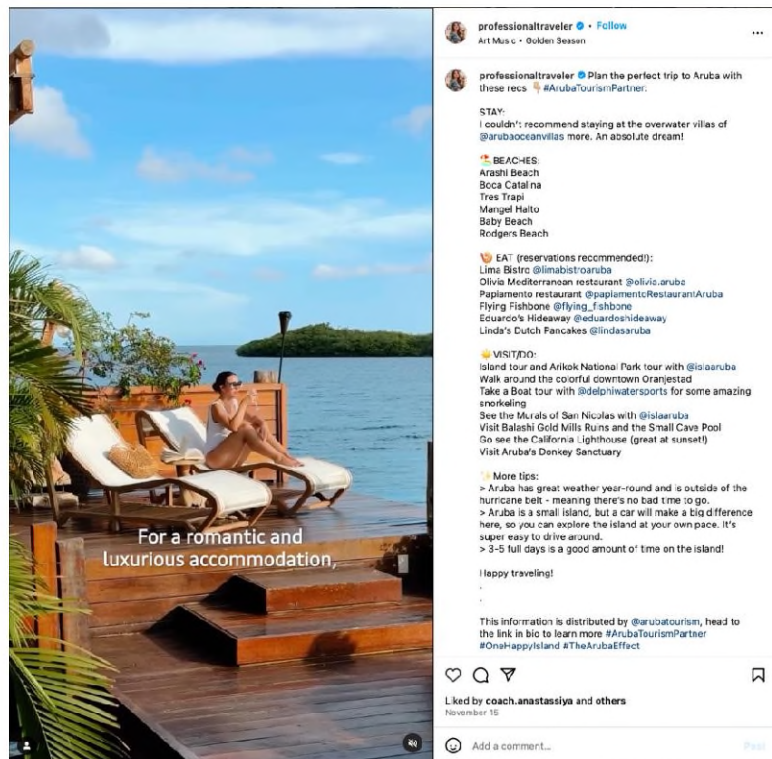 professionaltraveler • Follow
Art Music • Golden Season
professionaltraveler Plan the perfect trip to Aruba with
these recs 👇🏼#ArubaTourismPartner:
STAY:
I couldn't recommend staying at the overwater villas of
@arubaoceanvillas more. An absolute dream!
🏖️BEACHES:
Arashi Beach
Boca Catalina
Tres Trapi
Mangel Halto
Baby Beach
Rodgers Beach
🍤 EAT (reservations recommended!):
Lima Bistro @limabistroaruba
Olivia Mediterranean restaurant @olivia.aruba
Papiamento restaurant @papiamentoRestaurantAruba
Flying Fishbone @flying_fishbone
Eduardo's Hideaway @eduardoshideaway
Linda's Dutch Pancakes @lindasaruba
☀️VISIT/DO:
Island tour and Arikok National Park tour with @islaaruba
Walk around the colorful downtown Oranjestad
Take a Boat tour with @delphiwatersports for some amazing
snorkeling
See the Murals of San Nicolas with @islaaruba
Visit Balashi Gold Mills Ruins and the Small Cave Pool
Go see the California Lighthouse (great at sunset!)
Visit Aruba's Donkey Sanctuary
✨More tips:
> Aruba has great weather year-round and is outside of the
hurricane belt - meaning there's no bad time to go.
> Aruba is a small island, but a car will make a big difference
here, so you can explore the island at your own pace. It's
super easy to drive around.
> 3-5 full days is a good amount of time on the island!
Happy traveling!
.
.
This information is distributed by @arubatourism, head to
the link in bio to learn more #ArubaTourismPartner
#OneHappyIsland #TheArubaEffect
Liked by coach.anastassiya and others
November 15
Add a comment...
Post
For a romantic and
luxurious accommodation,